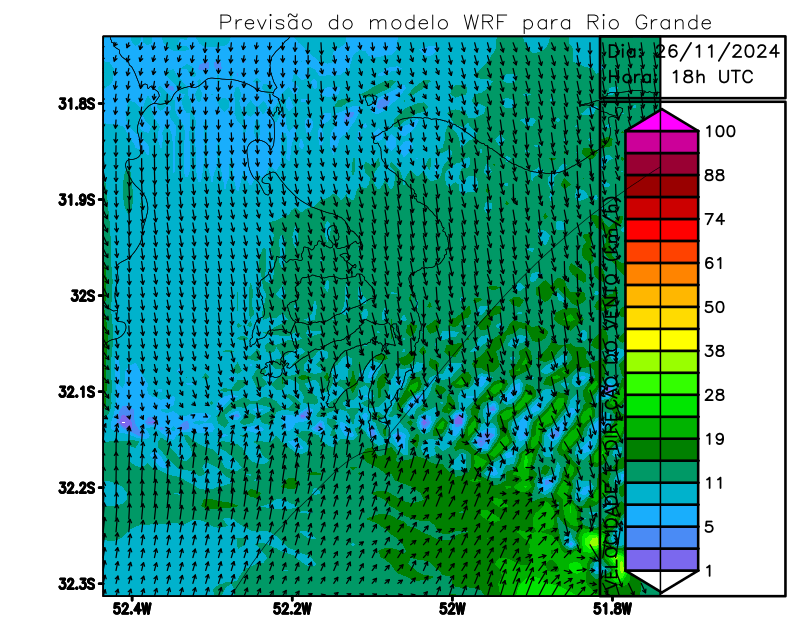 Previsão do modelo WRF para Rio Grande
Dia: 26/11/2024
Hora: 18h UTC
31.8S
31.9S
32S
32.1S
32.2S
32.3S
52.4W
52.2W
52W
51.8W
VELOCIDADE E DIREÇÃO DO VENTO (km/h)
100
88
74
61
50
38
28
19
11
5
1